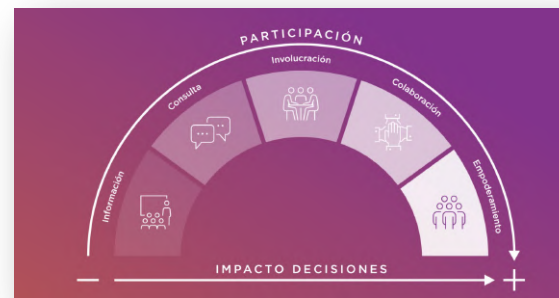 PARTICIPACIÓN
Información
Consulta
Involucración
Colaboración
Empoderamiento
— IMPACTO DECISIONES +